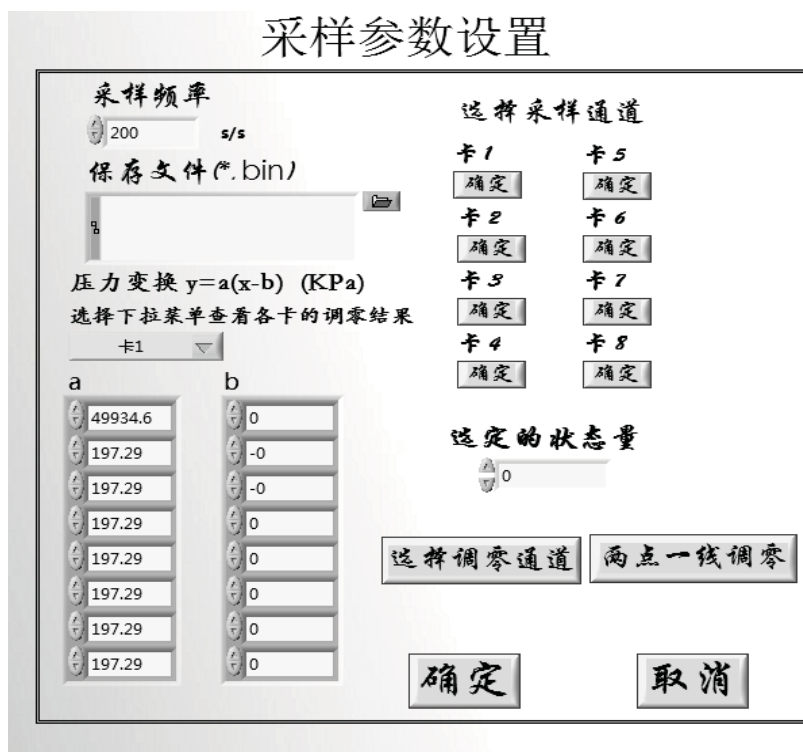 采样参数设置
采样频率
200 s/s
保存文件(*.bin)
压力变换 y=a(x-b) (KPa)
选择下拉菜单查看各卡的调零结果
卡1
a b
49934.6 0
197.29 -0
197.29 -0
197.29 0
197.29 0
197.29 0
197.29 0
197.29 0
选择采样通道
卡1 卡5
确定 确定
卡2 卡6
确定 确定
卡3 卡7
确定 确定
卡4 卡8
确定 确定
选定的状态量
0
选择调零通道 两点一线调零
确定 取消